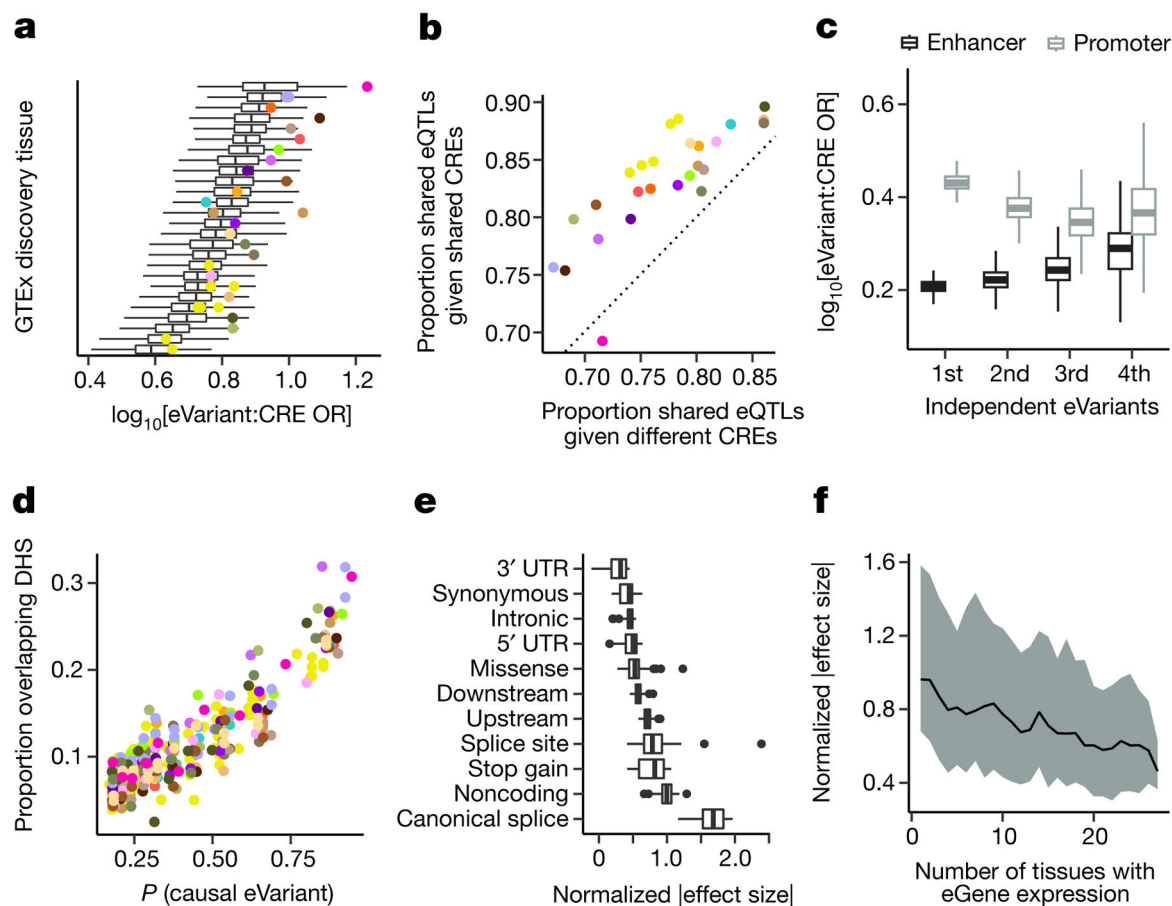 a
GTEx discovery tissue
0.4 0.6 0.8 1.0 1.2
log10[eVariant:CRE OR]
b
Proportion shared eQTLs
given shared CREs
0.90
0.85
0.80
0.75
0.70
0.70 0.75 0.80 0.85
Proportion shared eQTLs
given different CREs
c
Enhancer Promoter
log10[eVariant:CRE OR]
0.6
0.4
0.2
1st 2nd 3rd 4th
Independent eVariants
d
Proportion overlapping DHS
0.3
0.2
0.1
0.25 0.50 0.75
P (causal eVariant)
e
3′ UTR
Synonymous
Intronic
5′ UTR
Missense
Downstream
Upstream
Splice site
Stop gain
Noncoding
Canonical splice
0 1.0 2.0
Normalized |effect size|
f
Normalized |effect size|
1.6
1.2
0.8
0.4
0 10 20
Number of tissues with
eGene expression